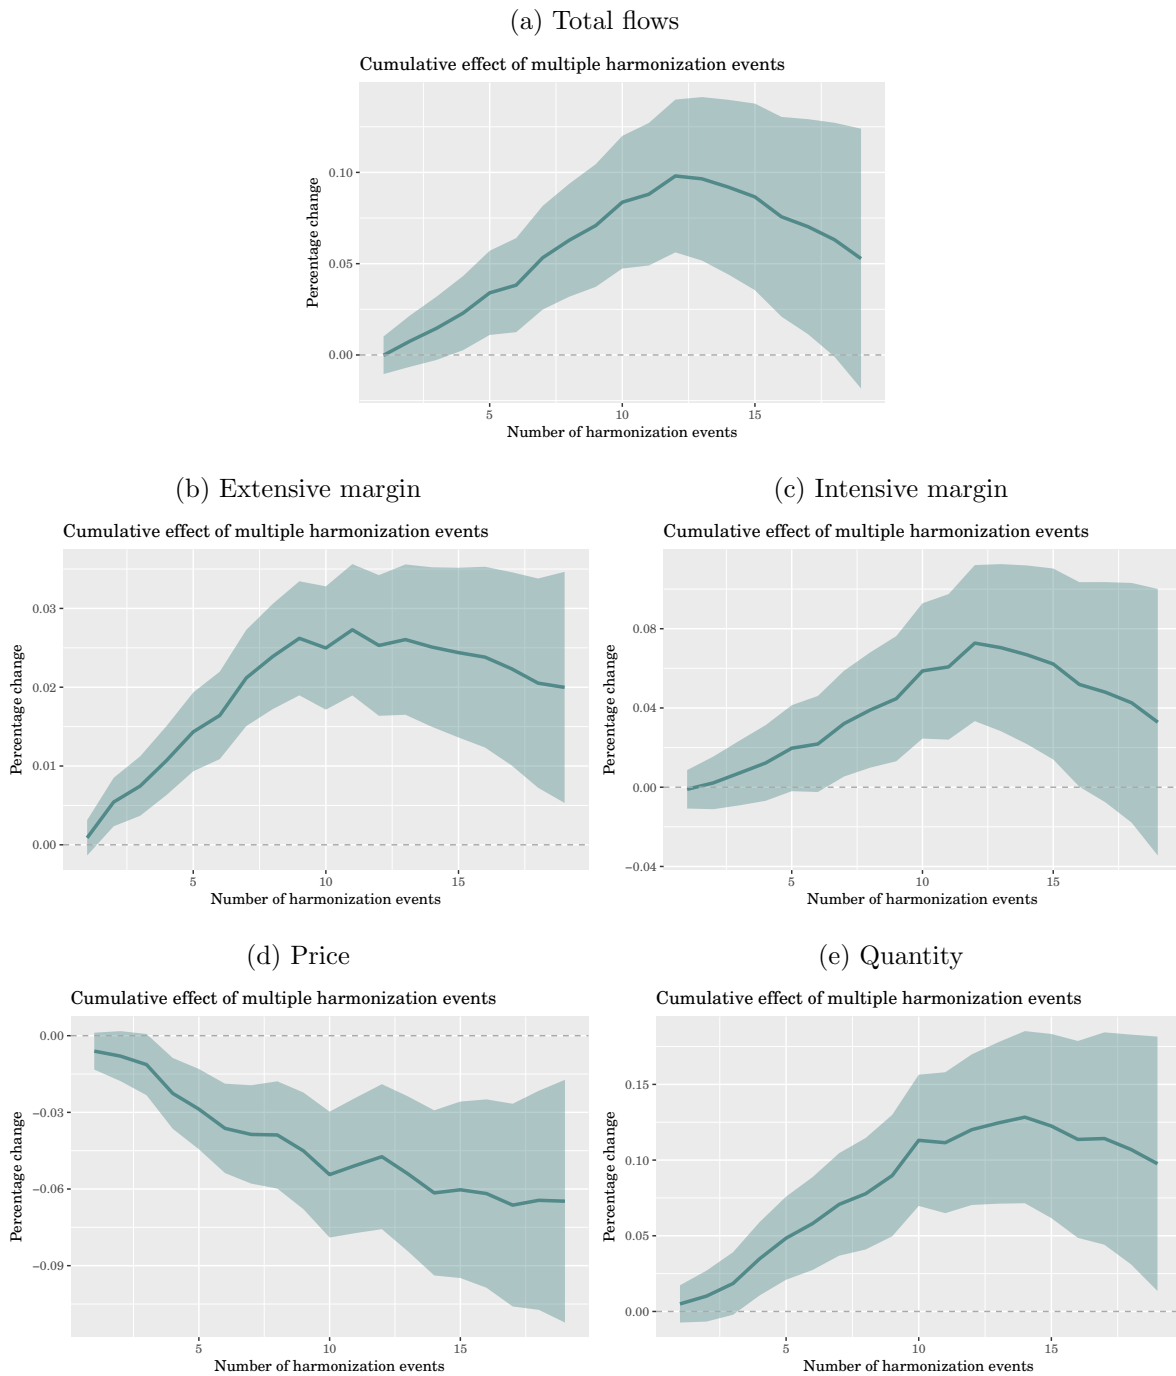 (a) Total flows
Cumulative effect of multiple harmonization events
Percentage change
0.10
0.05
0.00
5 10 15
Number of harmonization events
(b) Extensive margin
Cumulative effect of multiple harmonization events
Percentage change
0.03
0.02
0.01
0.00
5 10 15
Number of harmonization events
(c) Intensive margin
Cumulative effect of multiple harmonization events
Percentage change
0.08
0.04
0.00
−0.04
5 10 15
Number of harmonization events
(d) Price
Cumulative effect of multiple harmonization events
Percentage change
0.00
−0.03
−0.06
−0.09
5 10 15
Number of harmonization events
(e) Quantity
Cumulative effect of multiple harmonization events
Percentage change
0.15
0.10
0.05
0.00
5 10 15
Number of harmonization events